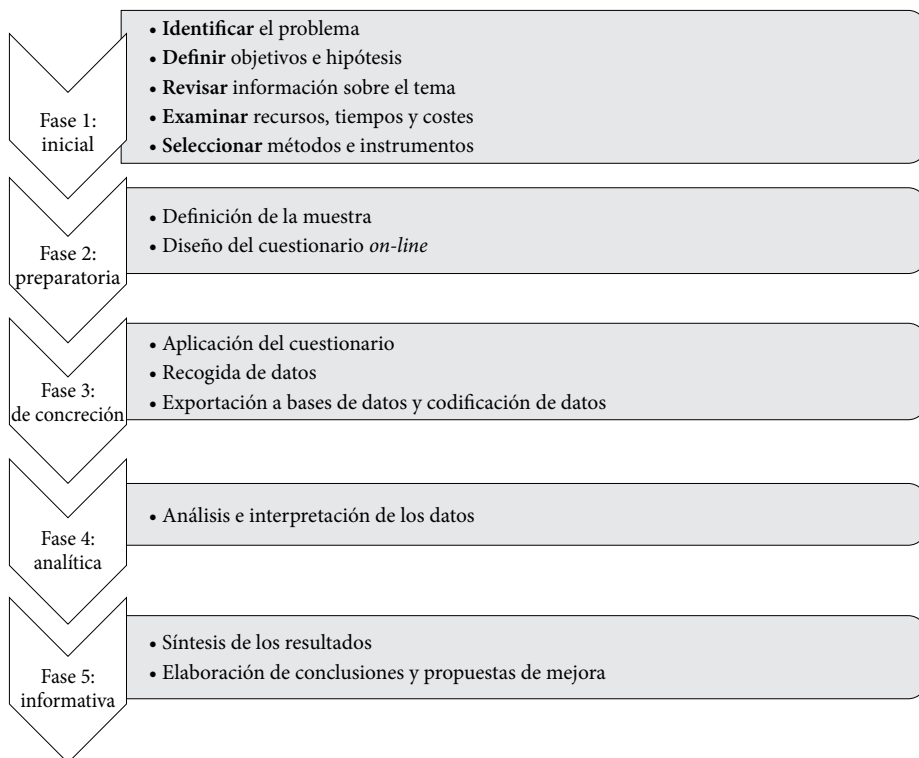 Fase 1:
inicial
• Identificar el problema
• Definir objetivos e hipótesis
• Revisar información sobre el tema
• Examinar recursos, tiempos y costes
• Seleccionar métodos e instrumentos
Fase 2:
preparatoria
• Definición de la muestra
• Diseño del cuestionario on-line
Fase 3:
de concreción
• Aplicación del cuestionario
• Recogida de datos
• Exportación a bases de datos y codificación de datos
Fase 4:
analítica
• Análisis e interpretación de los datos
Fase 5:
informativa
• Síntesis de los resultados
• Elaboración de conclusiones y propuestas de mejora